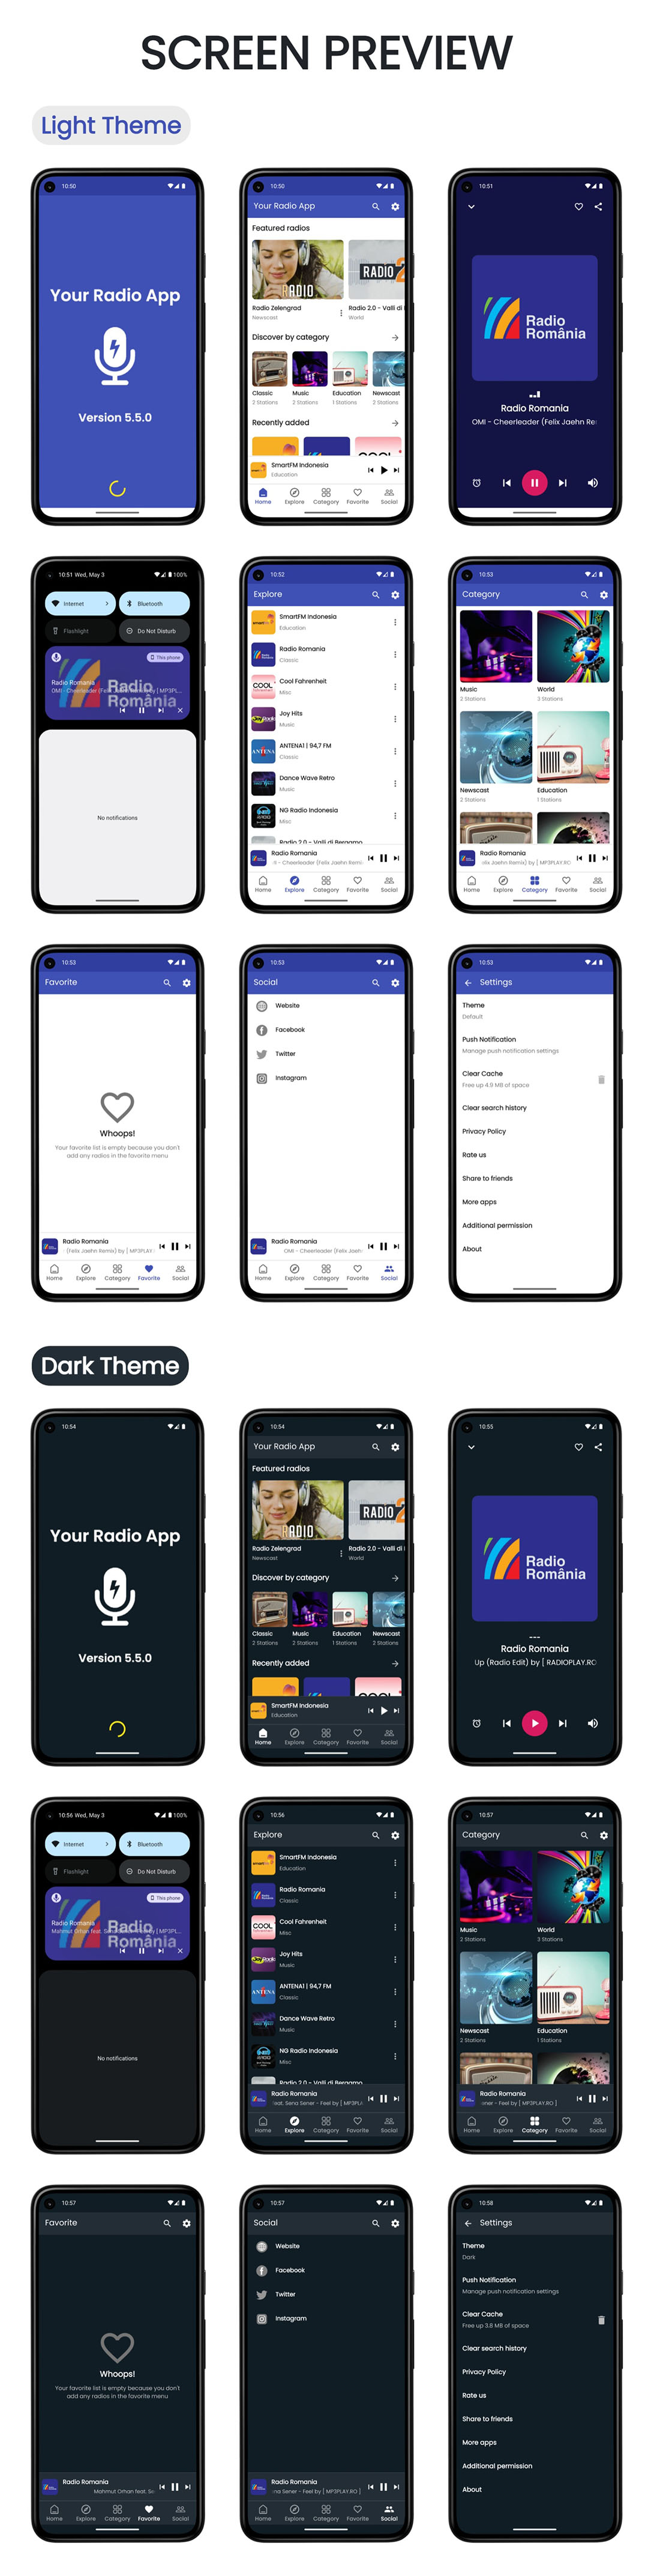 SCREEN PREVIEW
Light Theme
10:50
Your Radio App
Version 5.5.0
10:50
Your Radio App
Featured radios
RADIO
RADIO 2
Radio Zelengrad
Newscast
Radio 2.0 - Valli di
World
Discover by category
Classic
2 Stations
Music
2 Stations
Education
1 Stations
Newscast
2 Stations
Recently added
SmartFM Indonesia
Education
Home Explore Category Favorite Social
10:51
Radio
România
Radio Romania
OMI - Cheerleader (Felix Jaehn Re
10:51 Wed, May 3
100%
Internet
Bluetooth
Flashlight
Do Not Disturb
This phone
Radio Romania
No notifications
10:52
Explore
SmartFM Indonesia
Education
Radio Romania
Classic
Cool Fahrenheit
Misc
Joy Hits
Music
ANTENA1 | 94,7 FM
Classic
Dance Wave Retro
Music
NG Radio Indonesia
Misc
Radio 2.0 - Valli di Bergamo
Radio Romania
- Cheerleader (Felix Jaehn Remi
Home Explore Category Favorite Social
10:53
Category
Music
2 Stations
World
3 Stations
Newscast
2 Stations
Education
1 Stations
Radio Romania
Jaehn Remix) by [ MP3PLAY.RO
Home Explore Category Favorite Social
10:53
Favorite
Whoops!
Your favorite list is empty because you don't
add any radios in the favorite menu
Radio Romania
(Felix Jaehn Remix) by [ MP3PLAY.
Home Explore Category Favorite Social
10:53
Social
Website
Facebook
Twitter
Instagram
Radio Romania
OMI - Cheerleader (Felix Jaeh
Home Explore Category Favorite Social
10:53
Settings
Theme
Default
Push Notification
Manage push notification settings
Clear Cache
Free up 4.9 MB of space
Clear search history
Privacy Policy
Rate us
Share to friends
More apps
Additional permission
About
Dark Theme
10:54
Your Radio App
Version 5.5.0
10:54
Your Radio App
Featured radios
RADIO
RADIO 2
Radio Zelengrad
Newscast
Radio 2.0 - Valli di
World
Discover by category
Classic
2 Stations
Music
2 Stations
Education
1 Stations
Newscast
2 Stations
Recently added
SmartFM Indonesia
Education
Home Explore Category Favorite Social
10:55
Radio
România
Radio Romania
Up (Radio Edit) by [ RADIOPLAY.RO
10:56 Wed, May 3
100%
Internet
Bluetooth
Flashlight
Do Not Disturb
This phone
Radio Romania
No notifications
10:56
Explore
SmartFM Indonesia
Education
Radio Romania
Classic
Cool Fahrenheit
Misc
Joy Hits
Music
ANTENA1 | 94,7 FM
Classic
Dance Wave Retro
Music
NG Radio Indonesia
Misc
Radio 2.0 - Valli di Bergamo
Radio Romania
feat. Sena Sener - Feel by [ MP3PL
Home Explore Category Favorite Social
10:57
Category
Music
2 Stations
World
3 Stations
Newscast
2 Stations
Education
1 Stations
Radio Romania
ener - Feel by [ MP3PLAY.RO ]
Home Explore Category Favorite Social
10:57
Favorite
Whoops!
Your favorite list is empty because you don't
add any radios in the favorite menu
Radio Romania
Mahmut Orhan feat. Se
Home Explore Category Favorite Social
10:57
Social
Website
Facebook
Twitter
Instagram
Radio Romania
na Sener - Feel by [ MP3PLAY.RO ]
Home Explore Category Favorite Social
10:58
Settings
Theme
Dark
Push Notification
Manage push notification settings
Clear Cache
Free up 3.8 MB of space
Clear search history
Privacy Policy
Rate us
Share to friends
More apps
Additional permission
About